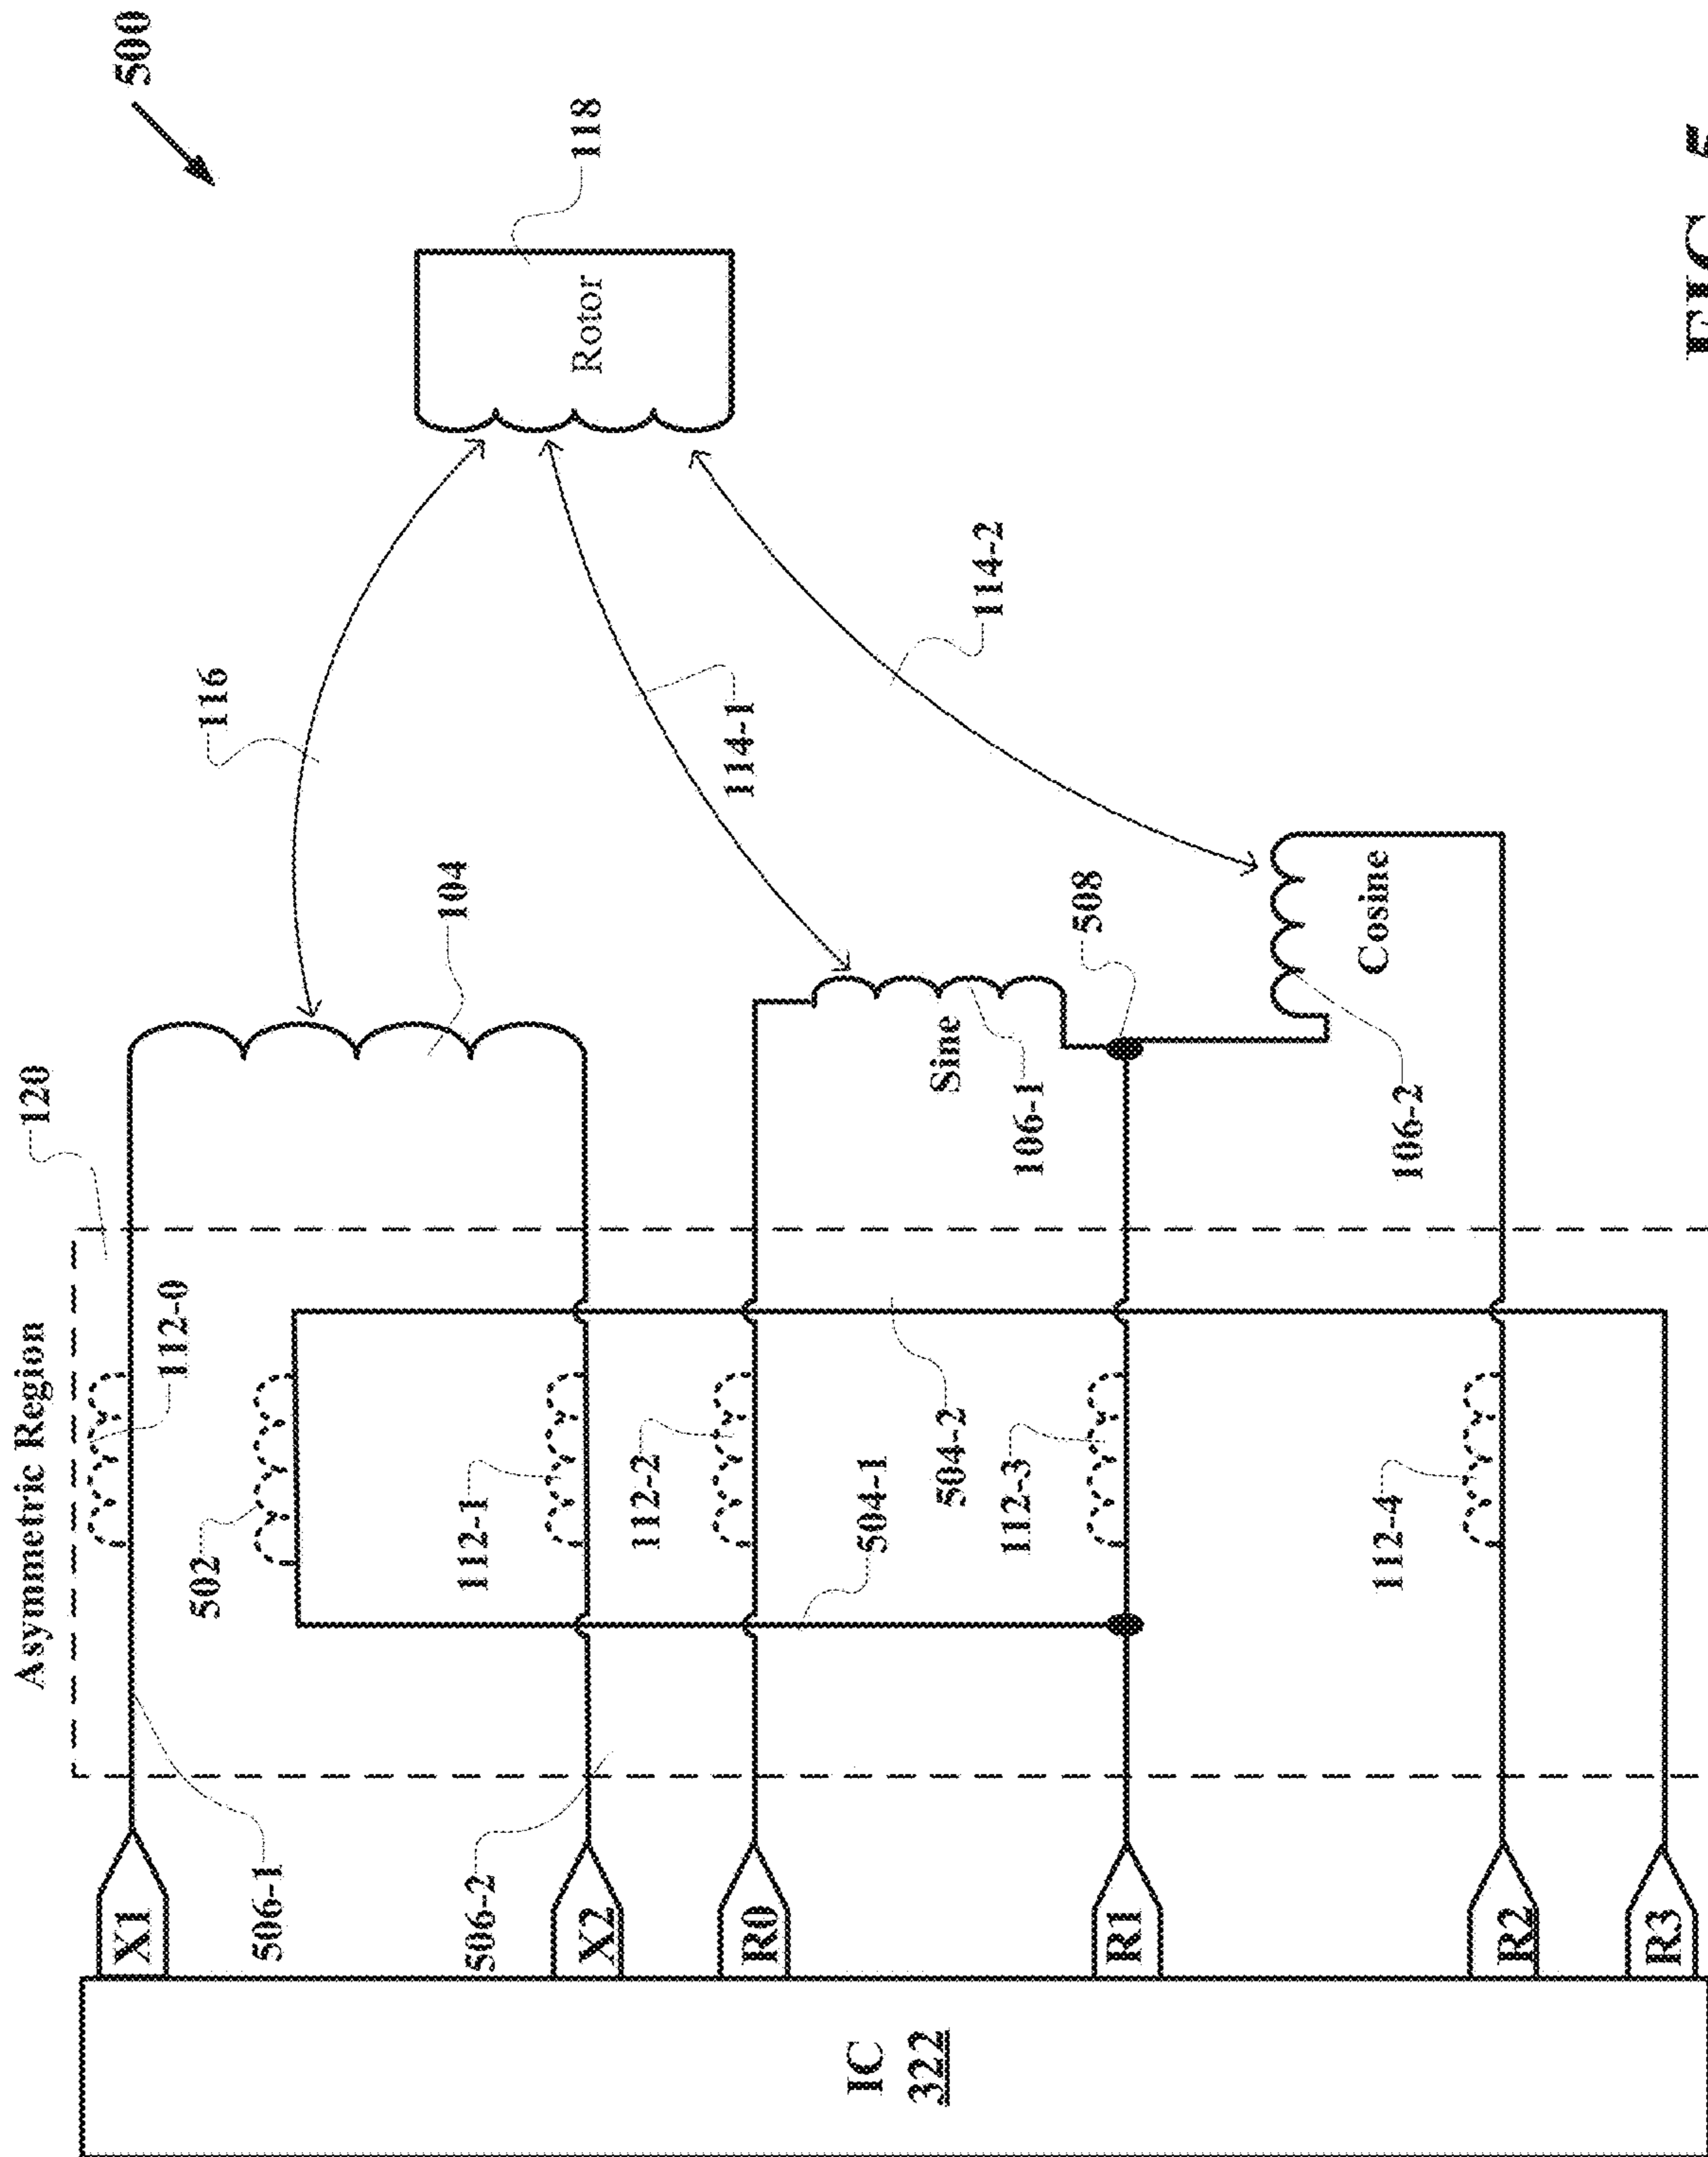 500
118
Rotor
116
114-1
114-2
104
508
Cosine
Sine
106-1
106-2
120
Asymmetric Region
112-0
502
112-1
112-2
504-1
504-2
112-3
112-4
506-1
506-2
X1
X2
R0
R1
R2
R3
IC
322
FIG. 5